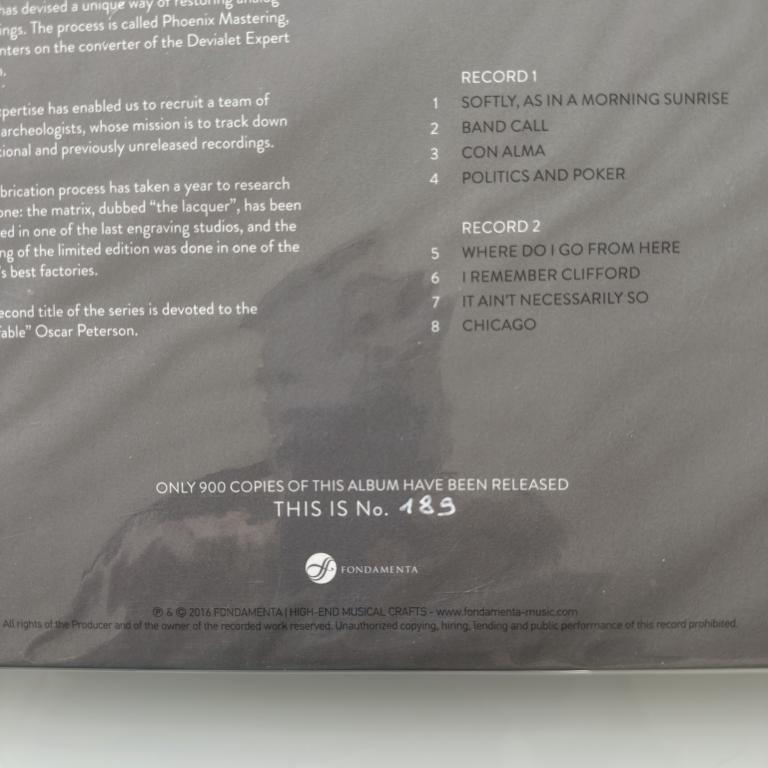 has devised a unique way of restoring analog
ings. The process is called Phoenix Mastering,
nters on the converter of the Devialet Expert
n.
pertise has enabled us to recruit a team of
archeologists, whose mission is to track down
tional and previously unreleased recordings.
brication process has taken a year to research
one: the matrix, dubbed “the lacquer”, has been
ed in one of the last engraving studios, and the
ng of the limited edition was done in one of the
's best factories.
econd title of the series is devoted to the
fable” Oscar Peterson.
RECORD 1
1 SOFTLY, AS IN A MORNING SUNRISE
2 BAND CALL
3 CON ALMA
4 POLITICS AND POKER
RECORD 2
5 WHERE DO I GO FROM HERE
6 I REMEMBER CLIFFORD
7 IT AIN'T NECESSARILY SO
8 CHICAGO
ONLY 900 COPIES OF THIS ALBUM HAVE BEEN RELEASED
THIS IS No. 189
FONDAMENTA
℗ & © 2016 FONDAMENTA | HIGH-END MUSICAL CRAFTS - www.fondamenta-music.com
All rights of the Producer and of the owner of the recorded work reserved. Unauthorized copying, hiring, lending and public performance of this record prohibited.